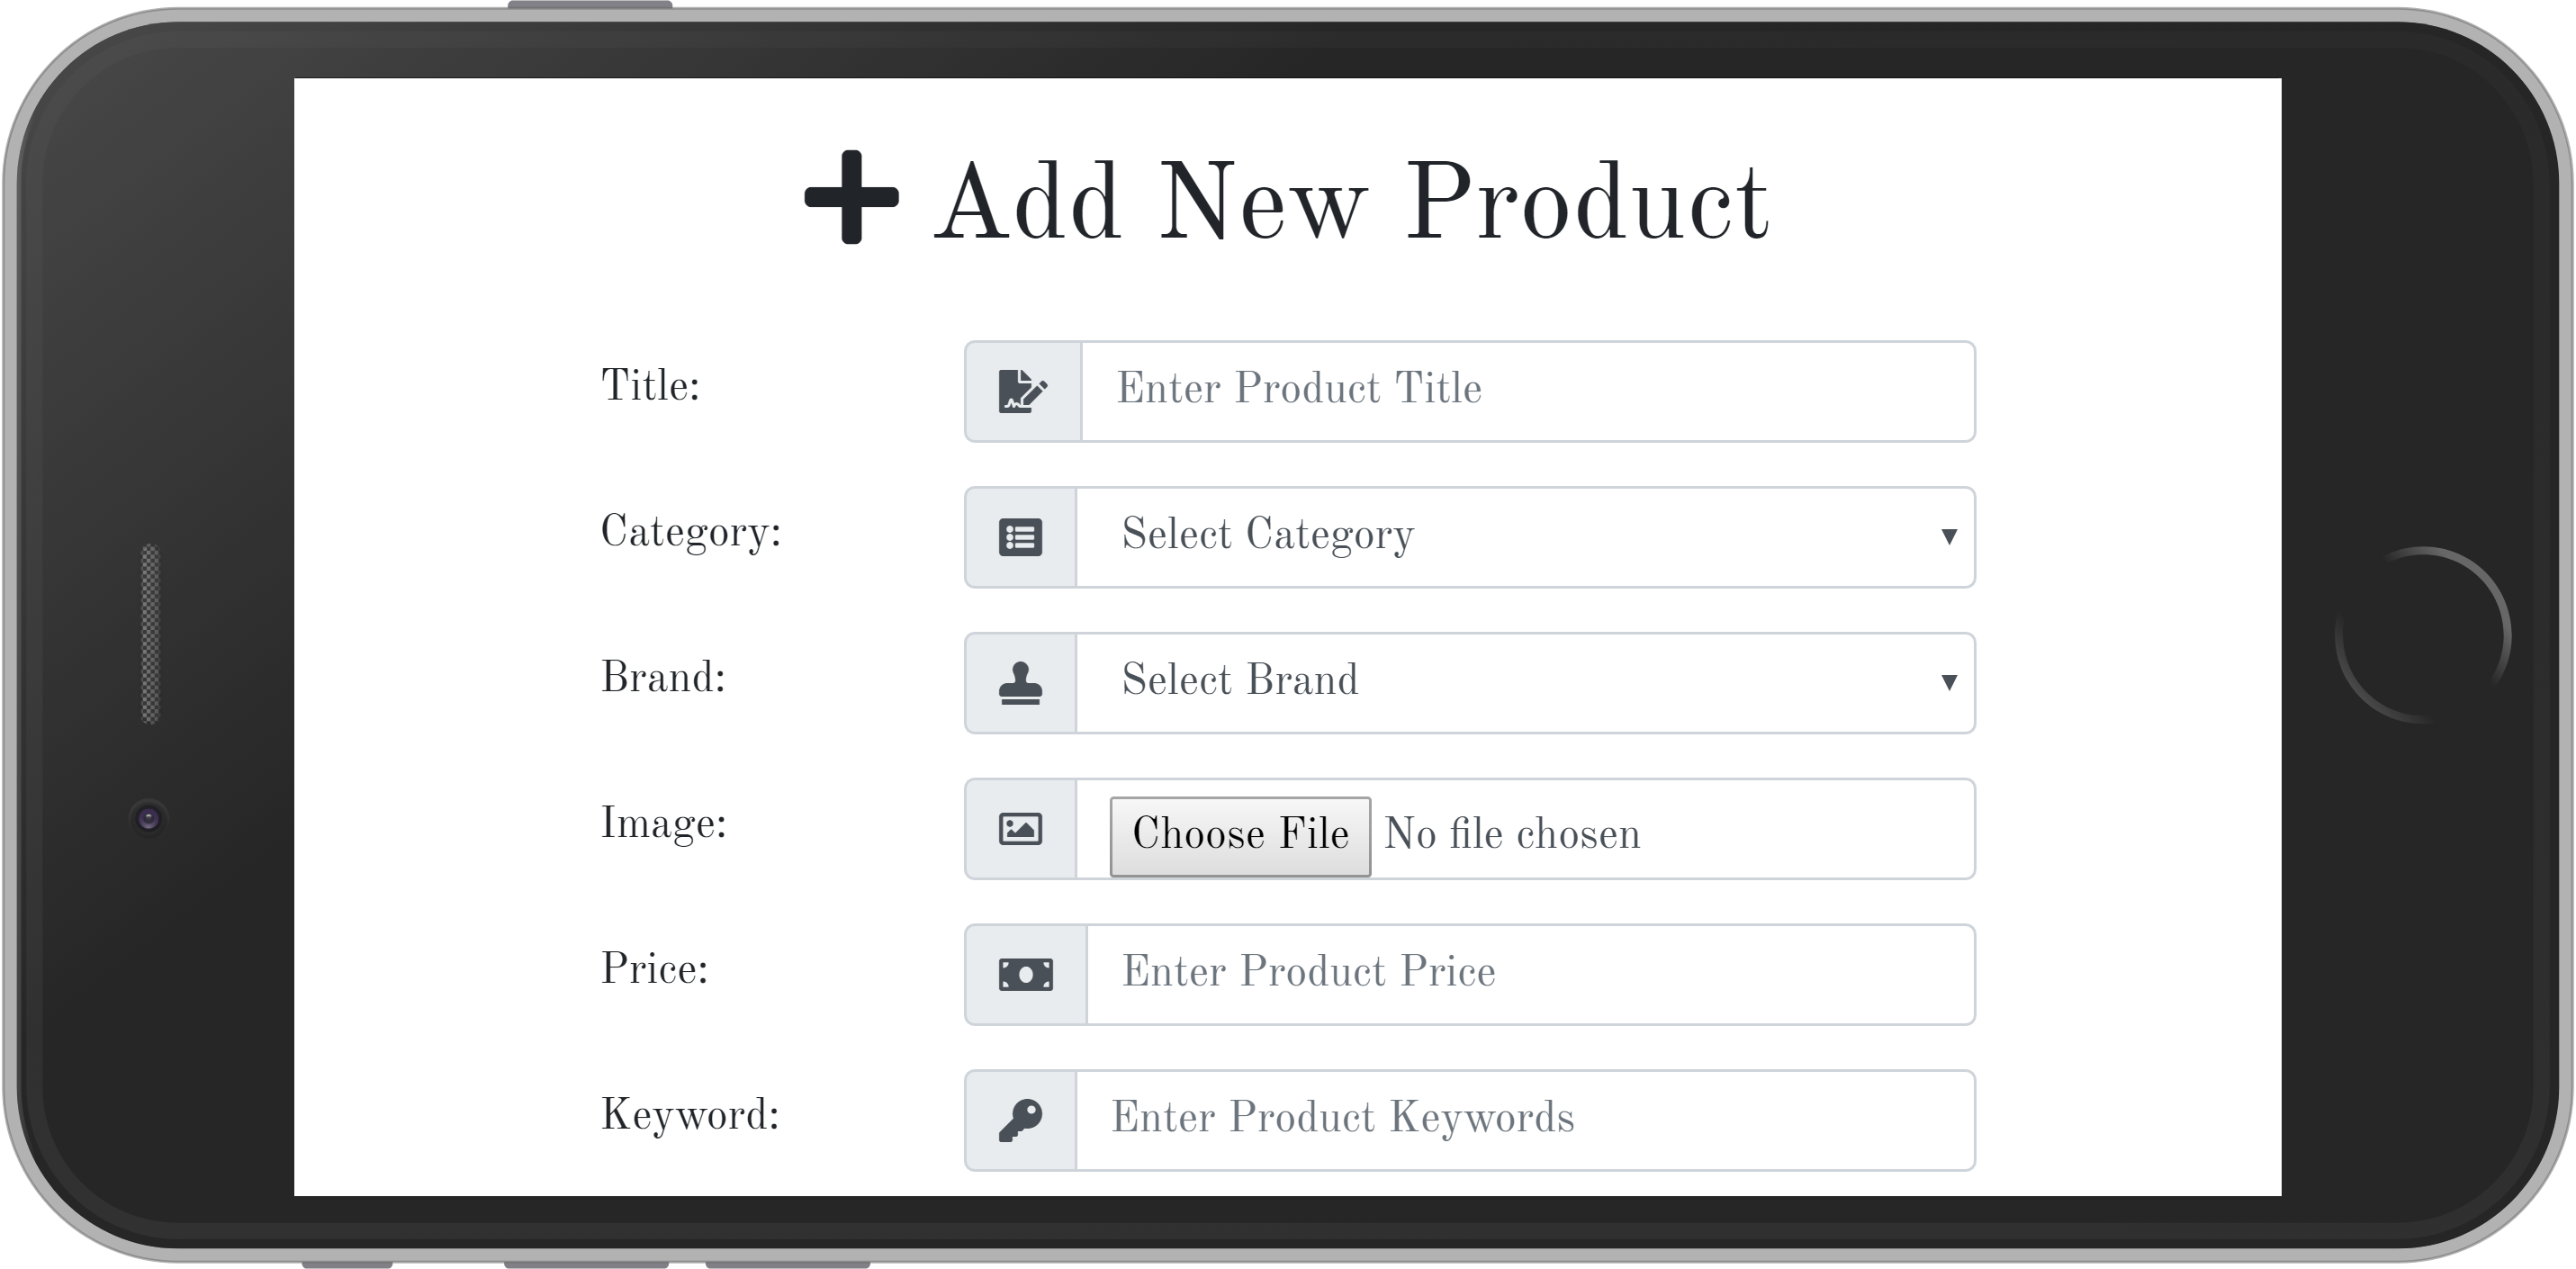 Add New Product
Title: Enter Product Title
Category: Select Category
Brand: Select Brand
Image: Choose File No file chosen
Price: Enter Product Price
Keyword: Enter Product Keywords